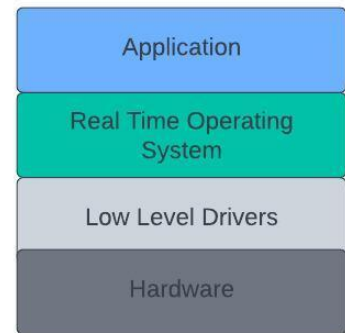 Application
Real Time Operating
System
Low Level Drivers
Hardware